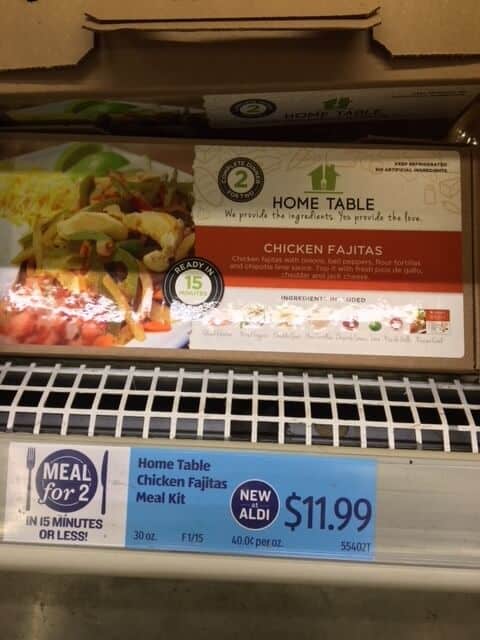 HOME TABLE
COMPLETE DINNER
2
FOR TWO
KEEP REFRIGERATED
NO ARTIFICIAL INGREDIENTS
HOME TABLE
We provide the ingredients. You provide the love.
CHICKEN FAJITAS
Chicken fajitas with onions, bell peppers, flour tortillas
and chipotle lime sauce. Top it with fresh pico de gallo,
cheddar and jack cheese.
READY IN
15
MINUTES
INGREDIENTS INCLUDED
MEAL
for 2
IN 15 MINUTES
OR LESS!
Home Table
Chicken Fajitas
Meal Kit
NEW
at
ALDI
$11.99
30 oz.
F1/15
40.0¢ per oz.
55402T